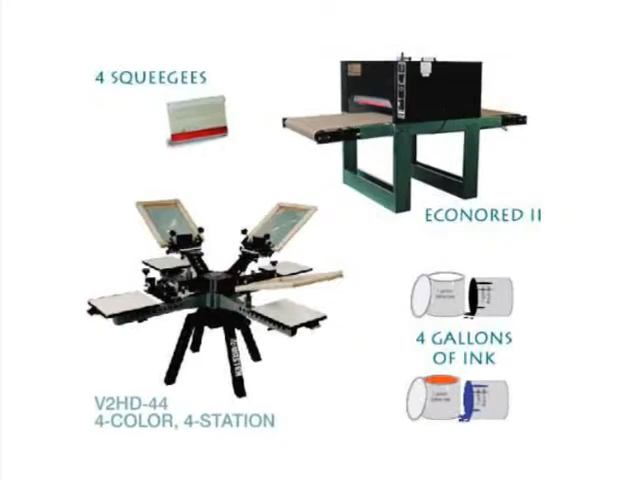 4 SQUEEGEES
ECONORED II
4 GALLONS
OF INK
V2HD-44
4-COLOR, 4-STATION